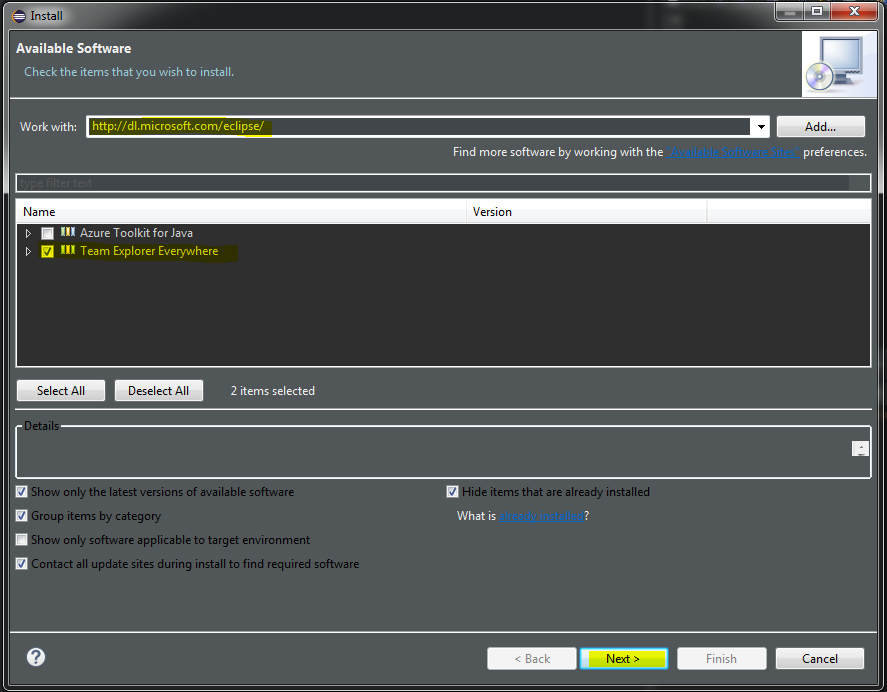 Install
Available Software
Check the items that you wish to install.
Work with: http://dl.microsoft.com/eclipse/ Add...
Find more software by working with the "Available Software Sites" preferences.
type filter text
Name Version
Azure Toolkit for Java
Team Explorer Everywhere
Select All Deselect All 2 items selected
Details
Show only the latest versions of available software Hide items that are already installed
Group items by category What is already installed?
Show only software applicable to target environment
Contact all update sites during install to find required software
? < Back Next > Finish Cancel